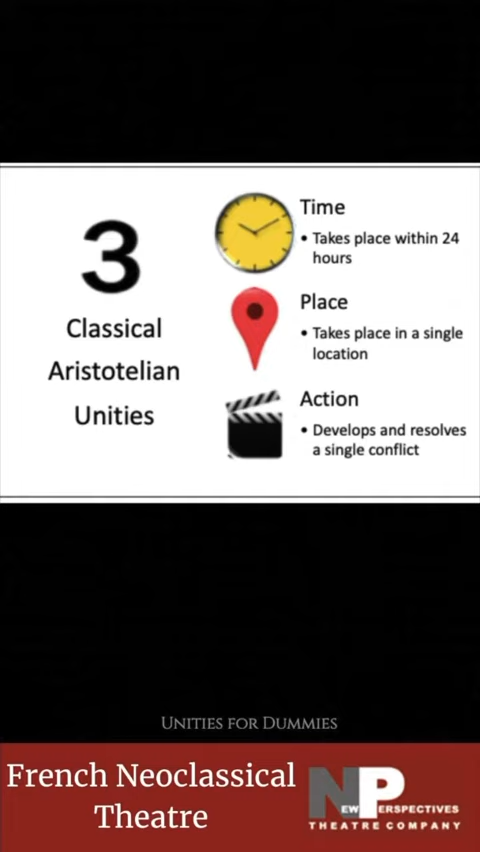 3
Classical
Aristotelian
Unities
Time
• Takes place within 24
hours
Place
• Takes place in a single
location
Action
• Develops and resolves
a single conflict
Unities for Dummies
French Neoclassical
Theatre
NEW PERSPECTIVES
THEATRE COMPANY